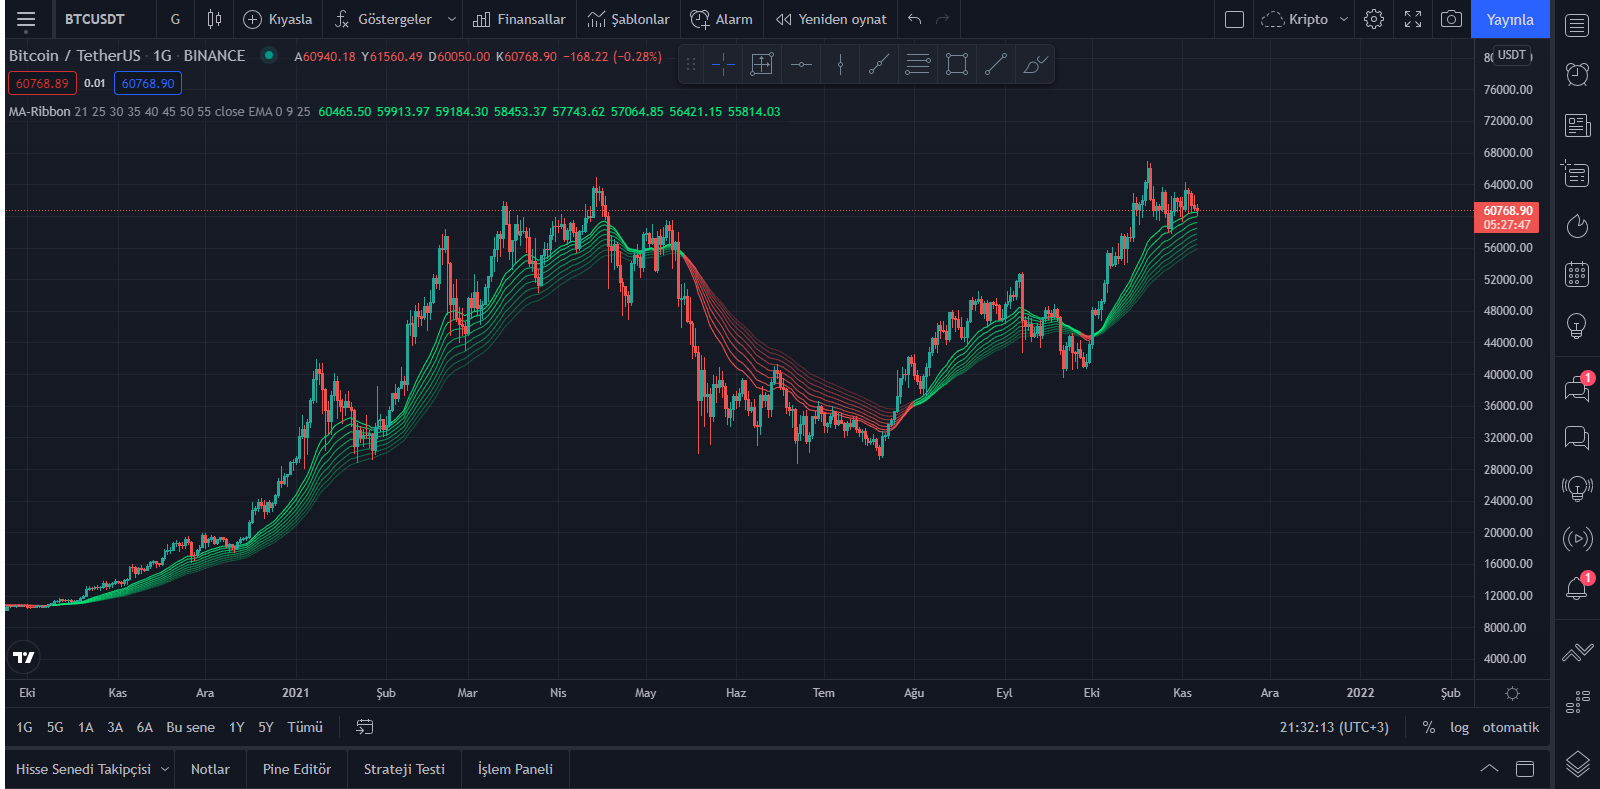 BTCUSDT G Kıyasla Göstergeler Finansallar Şablonlar Alarm Yeniden oynat Kripto Yayınla
Bitcoin / TetherUS · 1G · BINANCE A60940.18 Y61560.49 D60050.00 K60768.90 −168.22 (−0.28%)
USDT
60768.89 0.01 60768.90
MA-Ribbon 21 25 30 35 40 45 50 55 close EMA 0 9 25 60465.50 59913.97 59184.30 58453.37 57743.62 57064.85 56421.15 55814.03
76000.00
72000.00
68000.00
64000.00
60768.90
05:27:47
56000.00
52000.00
48000.00
44000.00
40000.00
36000.00
32000.00
28000.00
24000.00
20000.00
16000.00
12000.00
8000.00
4000.00
1
1
Eki Kas Ara 2021 Şub Mar Nis May Haz Tem Ağu Eyl Eki Kas Ara 2022 Şub
1G 5G 1A 3A 6A Bu sene 1Y 5Y Tümü 21:32:13 (UTC+3) % log otomatik
Hisse Senedi Takipçisi Notlar Pine Editör Strateji Testi İşlem Paneli